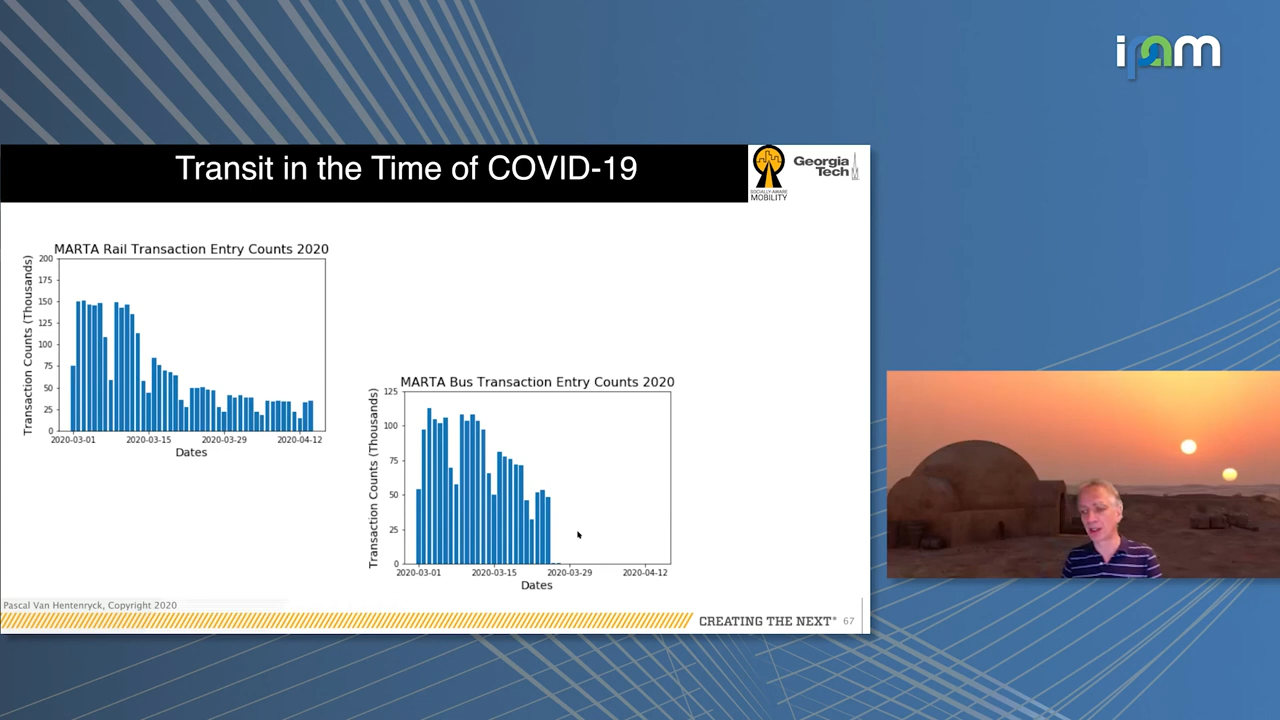 ipam
Transit in the Time of COVID-19
SOCIALLY AWARE
MOBILITY
Georgia
Tech
MARTA Rail Transaction Entry Counts 2020
Transaction Counts (Thousands)
200
175
150
125
100
75
50
25
0
2020-03-01 2020-03-15 2020-03-29 2020-04-12
Dates
MARTA Bus Transaction Entry Counts 2020
Transaction Counts (Thousands)
125
100
75
50
25
0
2020-03-01 2020-03-15 2020-03-29 2020-04-12
Dates
Pascal Van Hentenryck, Copyright 2020
CREATING THE NEXT® 67